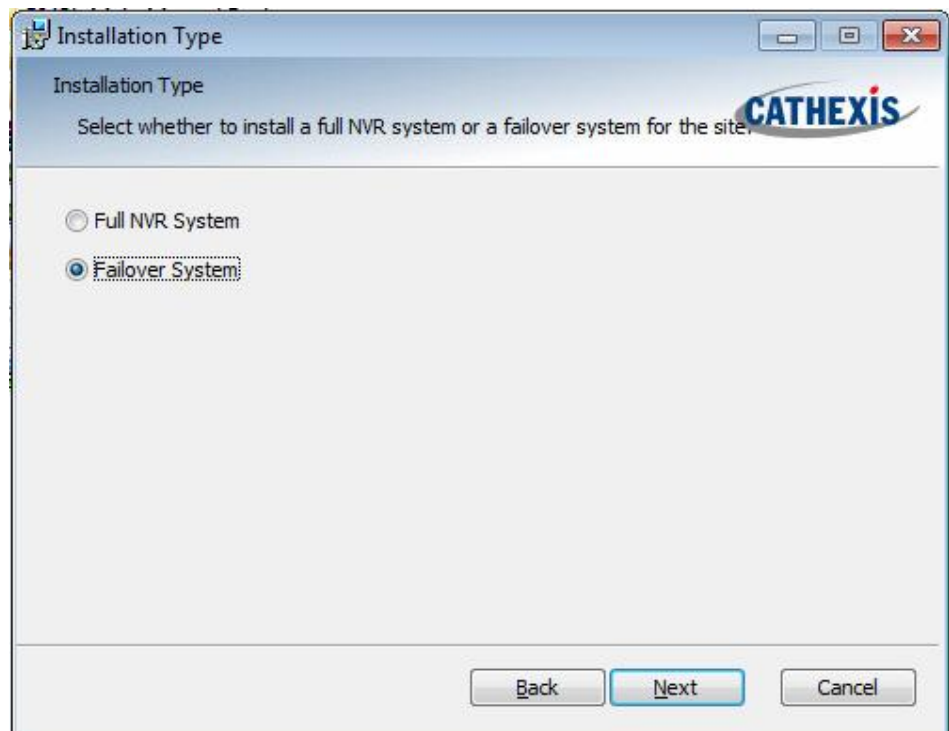 Installation Type
Installation Type
Select whether to install a full NVR system or a failover system for the site.
CATHEXIS
Full NVR System
Failover System
Back
Next
Cancel